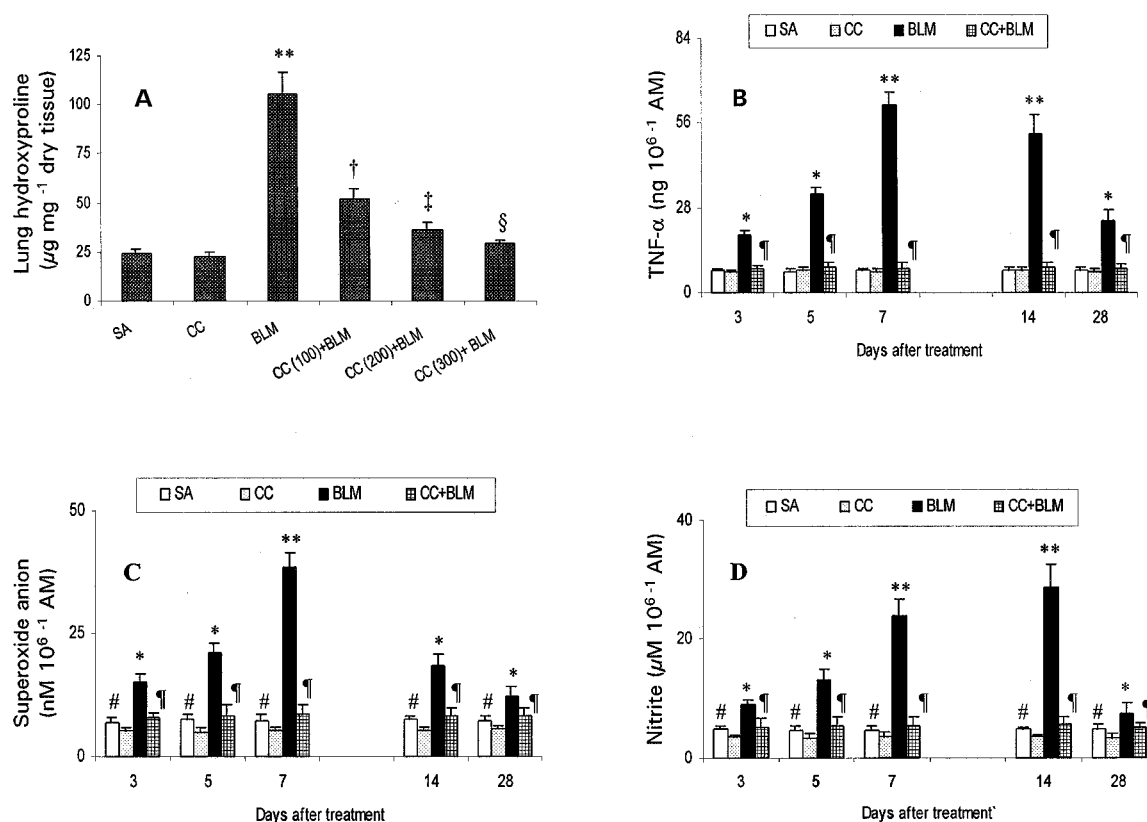 A
Lung hydroxyproline
(µg mg ⁻¹ dry tissue)
125
100
75
50
25
0
**
†
‡
§
SA
CC
BLM
CC (100)+BLM
CC (200)+BLM
CC (300)+ BLM
SA CC BLM CC+BLM
B
TNF-α (ng 10⁶ ⁻¹ AM)
84
56
28
0
* ¶
* ¶
** ¶
** ¶
* ¶
3 5 7 14 28
Days after treatment
SA CC BLM CC+BLM
C
Superoxide anion
(nM 10⁶ ⁻¹ AM)
50
25
0
# * ¶
# * ¶
# ** ¶
# * ¶
# * ¶
3 5 7 14 28
Days after treatment
SA CC BLM CC+BLM
D
Nitrite (µM 10⁶ ⁻¹ AM)
40
20
0
# * ¶
# * ¶
# ** ¶
# ** ¶
# * ¶
3 5 7 14 28
Days after treatment`